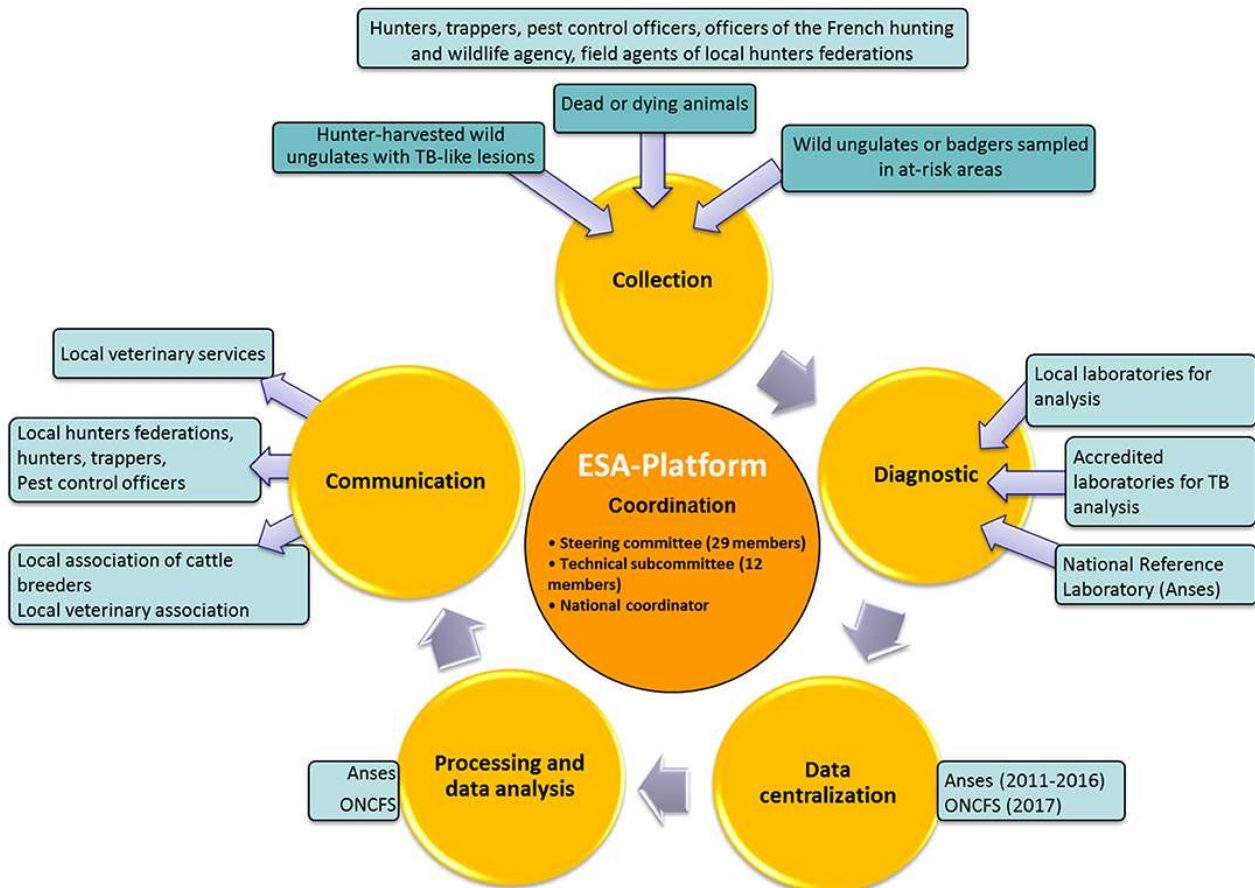 Hunters, trappers, pest control officers, officers of the French hunting
and wildlife agency, field agents of local hunters federations
Dead or dying animals
Hunter-harvested wild
ungulates with TB-like lesions
Wild ungulates or badgers sampled
in at-risk areas
Collection
Local laboratories for
analysis
Accredited
laboratories for TB
analysis
National Reference
Laboratory (Anses)
Diagnostic
ESA-Platform
Coordination
• Steering committee (29 members)
• Technical subcommittee (12
members)
• National coordinator
Data
centralization
Anses (2011-2016)
ONCFS (2017)
Processing and
data analysis
Anses
ONCFS
Communication
Local veterinary services
Local hunters federations,
hunters, trappers,
Pest control officers
Local association of cattle
breeders
Local veterinary association